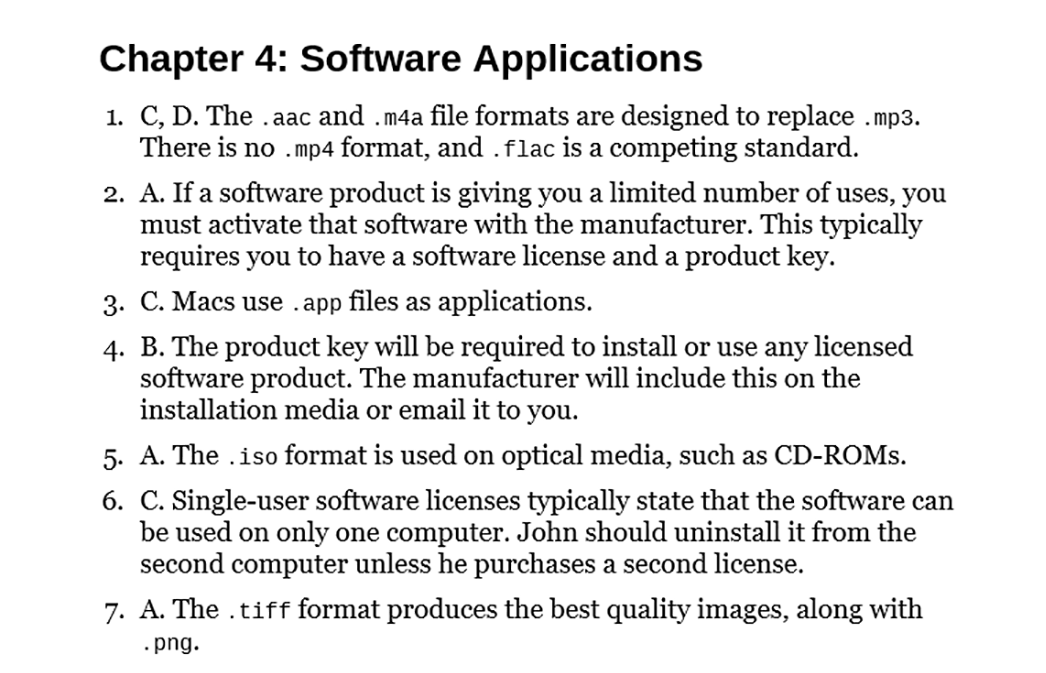 Chapter 4: Software Applications
1. C, D. The .aac and .m4a file formats are designed to replace .mp3.
There is no .mp4 format, and .flac is a competing standard.
2. A. If a software product is giving you a limited number of uses, you
must activate that software with the manufacturer. This typically
requires you to have a software license and a product key.
3. C. Macs use .app files as applications.
4. B. The product key will be required to install or use any licensed
software product. The manufacturer will include this on the
installation media or email it to you.
5. A. The .iso format is used on optical media, such as CD-ROMs.
6. C. Single-user software licenses typically state that the software can
be used on only one computer. John should uninstall it from the
second computer unless he purchases a second license.
7. A. The .tiff format produces the best quality images, along with
.png.